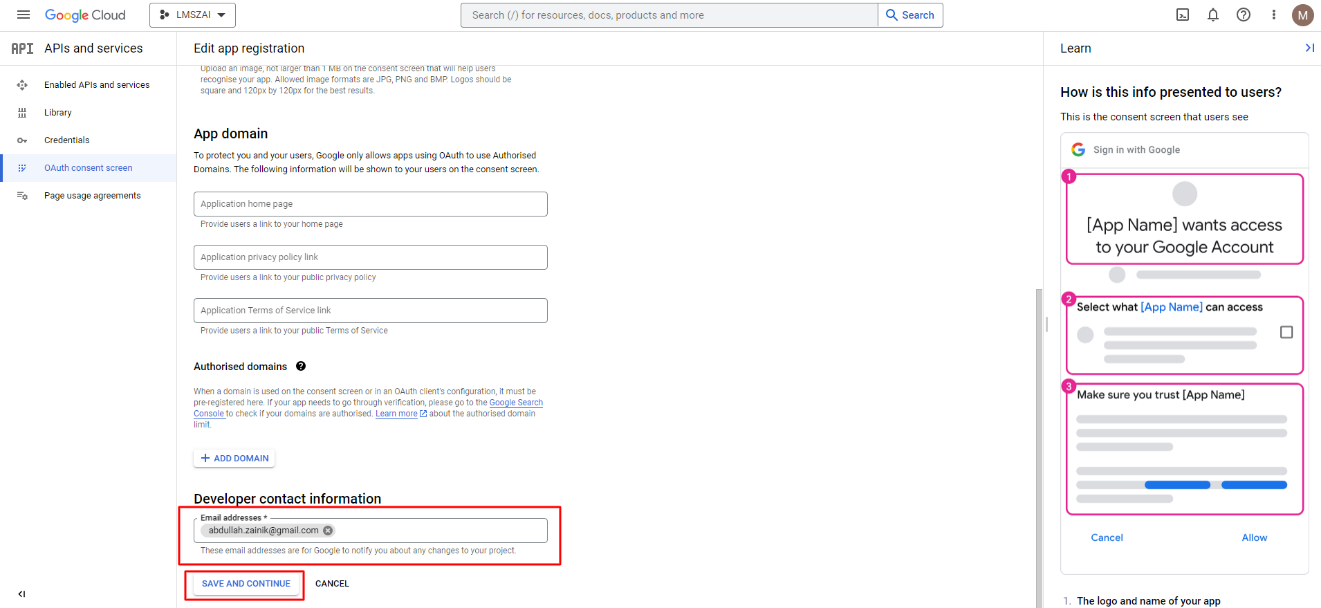 Google Cloud
LMSZAI
Search (/) for resources, docs, products and more
Search
M
API APIs and services
Enabled APIs and services
Library
Credentials
OAuth consent screen
Page usage agreements
Edit app registration
Upload an image, not larger than 1 MB on the consent screen that will help users
recognise your app. Allowed image formats are JPG, PNG and BMP. Logos should be
square and 120px by 120px for the best results.
App domain
To protect you and your users, Google only allows apps using OAuth to use Authorised
Domains. The following information will be shown to your users on the consent screen.
Application home page
Provide users a link to your home page
Application privacy policy link
Provide users a link to your public privacy policy
Application Terms of Service link
Provide users a link to your public Terms of Service
Authorised domains
When a domain is used on the consent screen or in an OAuth client's configuration, it must be
pre-registered here. If your app needs to go through verification, please go to the Google Search
Console to check if your domains are authorised. Learn more about the authorised domain
limit.
+ ADD DOMAIN
Developer contact information
Email addresses *
abdullah.zainik@gmail.com
These email addresses are for Google to notify you about any changes to your project.
SAVE AND CONTINUE CANCEL
Learn
How is this info presented to users?
This is the consent screen that users see
G Sign in with Google
1
[App Name] wants access
to your Google Account
2
Select what [App Name] can access
3
Make sure you trust [App Name]
Cancel Allow
1. The logo and name of your app